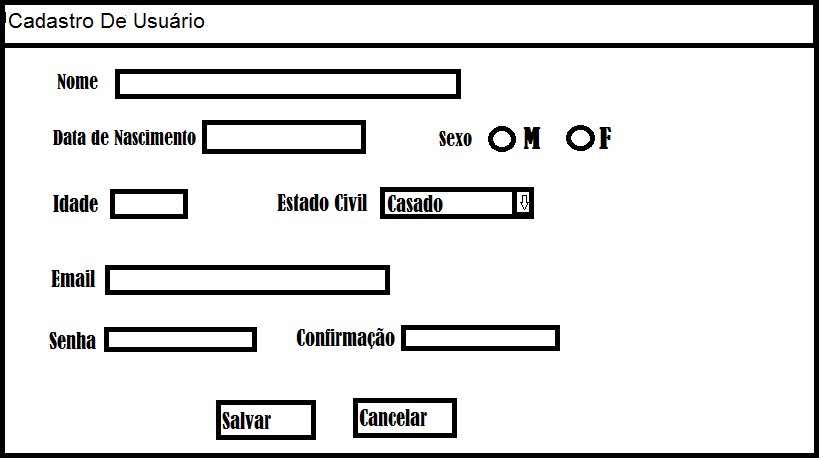 Cadastro De Usuário
Nome
Data de Nascimento Sexo M F
Idade Estado Civil Casado
Email
Senha Confirmação
Salvar Cancelar